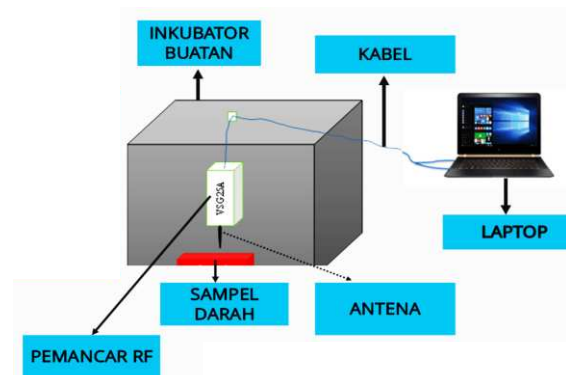 INKUBATOR
BUATAN
KABEL
VSG25A
LAPTOP
SAMPEL
DARAH
ANTENA
PEMANCAR RF